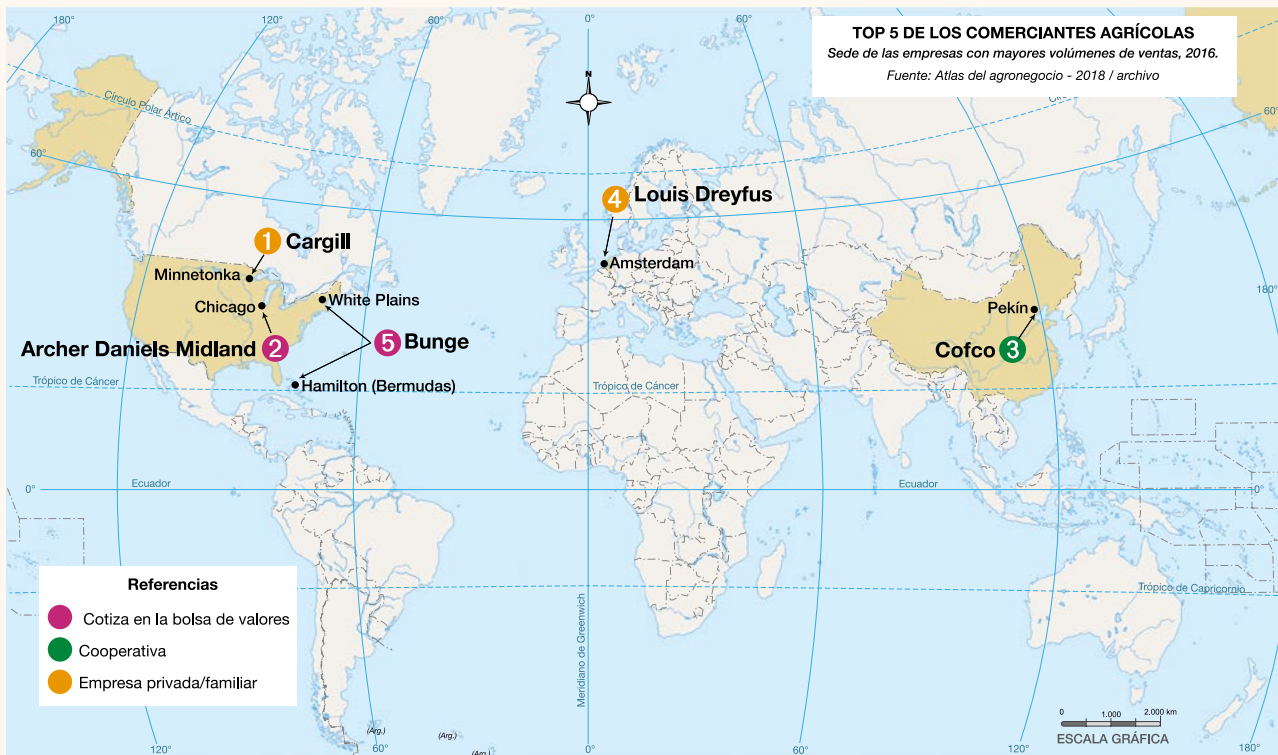 TOP 5 DE LOS COMERCIANTES AGRÍCOLAS
Sede de las empresas con mayores volúmenes de ventas, 2016.
Fuente: Atlas del agronegocio - 2018 / archivo
120°
60°
0°
60°
120°
N
Círculo Polar Ártico
60°
60°
4 Louis Dreyfus
1 Cargill
Amsterdam
Minnetonka
White Plains
Chicago
180°
Pekín
Archer Daniels Midland 2
5 Bunge
Cofco 3
Trópico de Cáncer
Hamilton (Bermudas)
Trópico de Cáncer
Ecuador
Ecuador
0°
0°
Referencias
Cotiza en la bolsa de valores
Cooperativa
Empresa privada/familiar
Meridiano de Greenwich
Trópico de Capricornio
(Arg.)
(Arg.)
(Arg.)
0 1.000 2.000 km
ESCALA GRÁFICA
120°
60°
0°
60°
120°